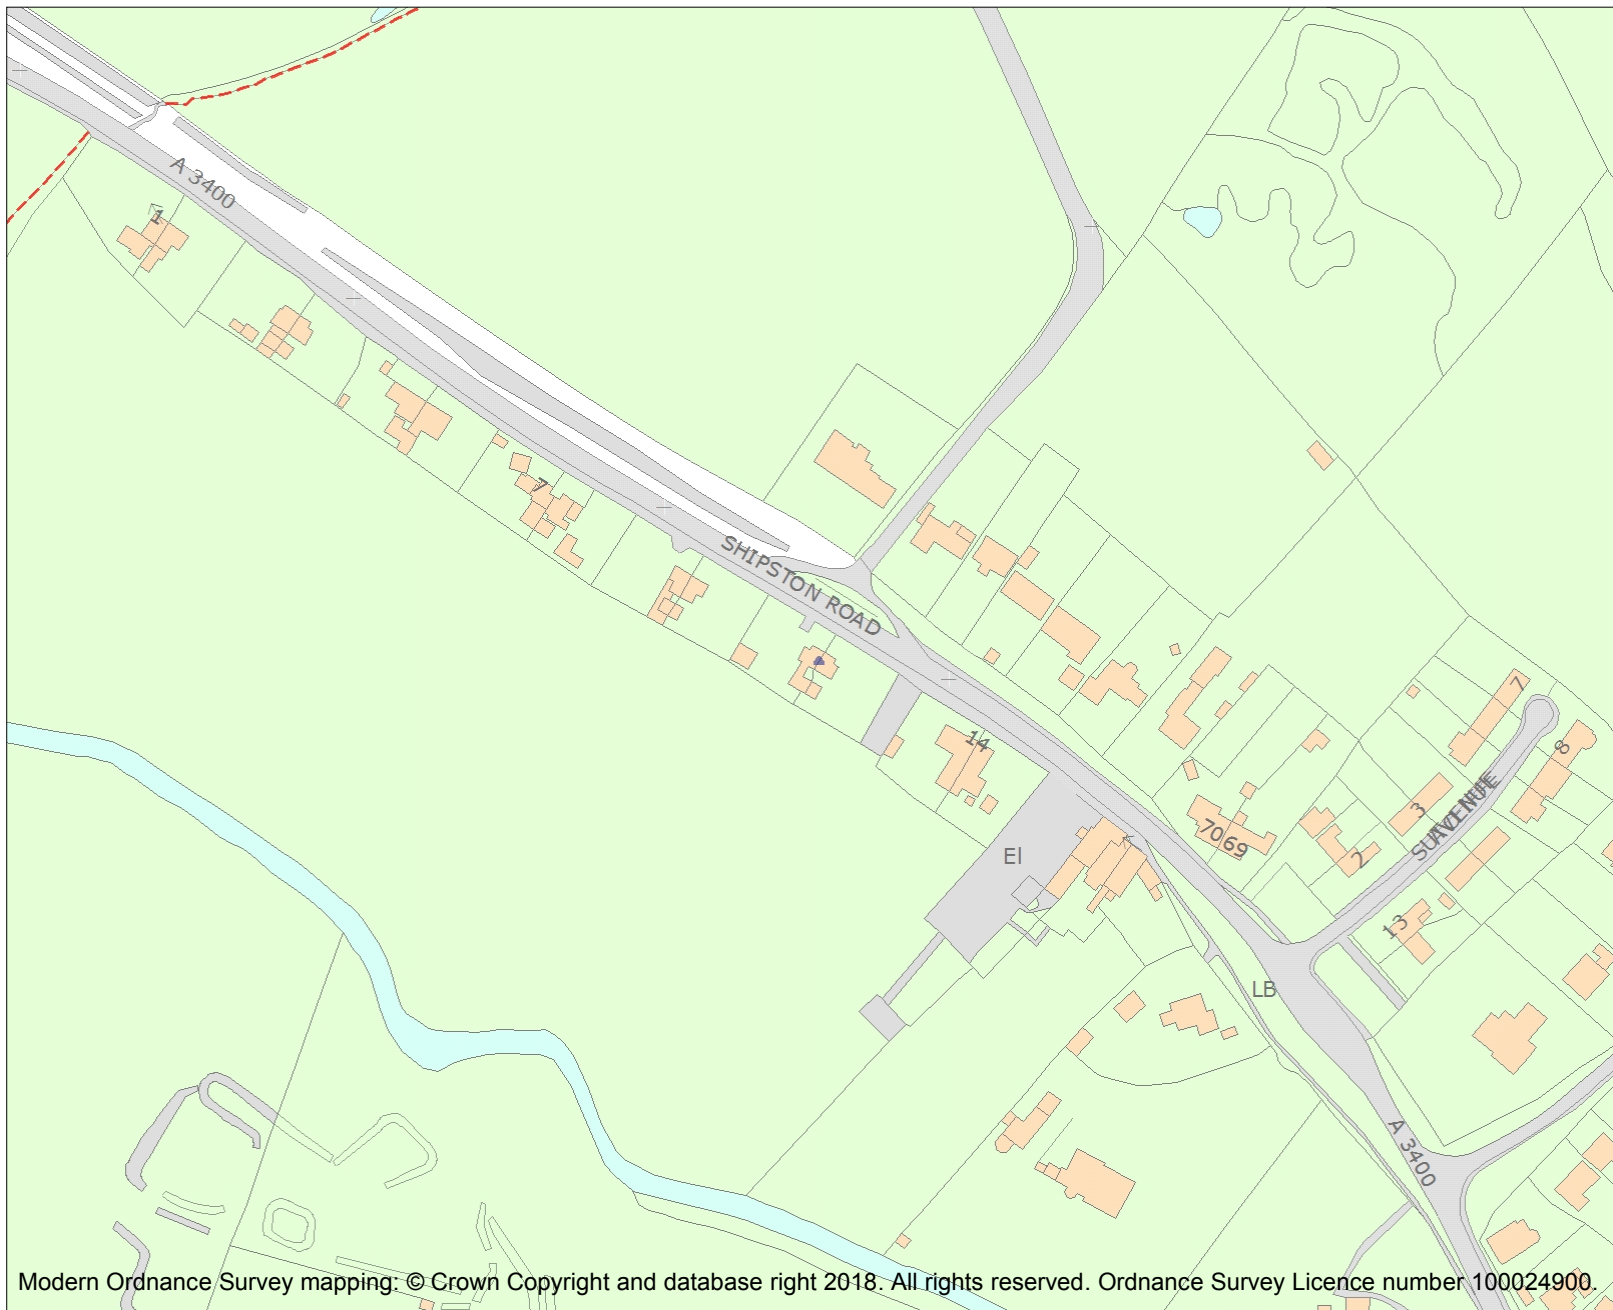 A 3400
1
7
SHIPSTON ROAD
14
7
8
3
AVENUE
7069
2
El
13
LB
A 3400
Modern Ordnance Survey mapping: © Crown Copyright and database right 2018. All rights reserved. Ordnance Survey Licence number 100024900.